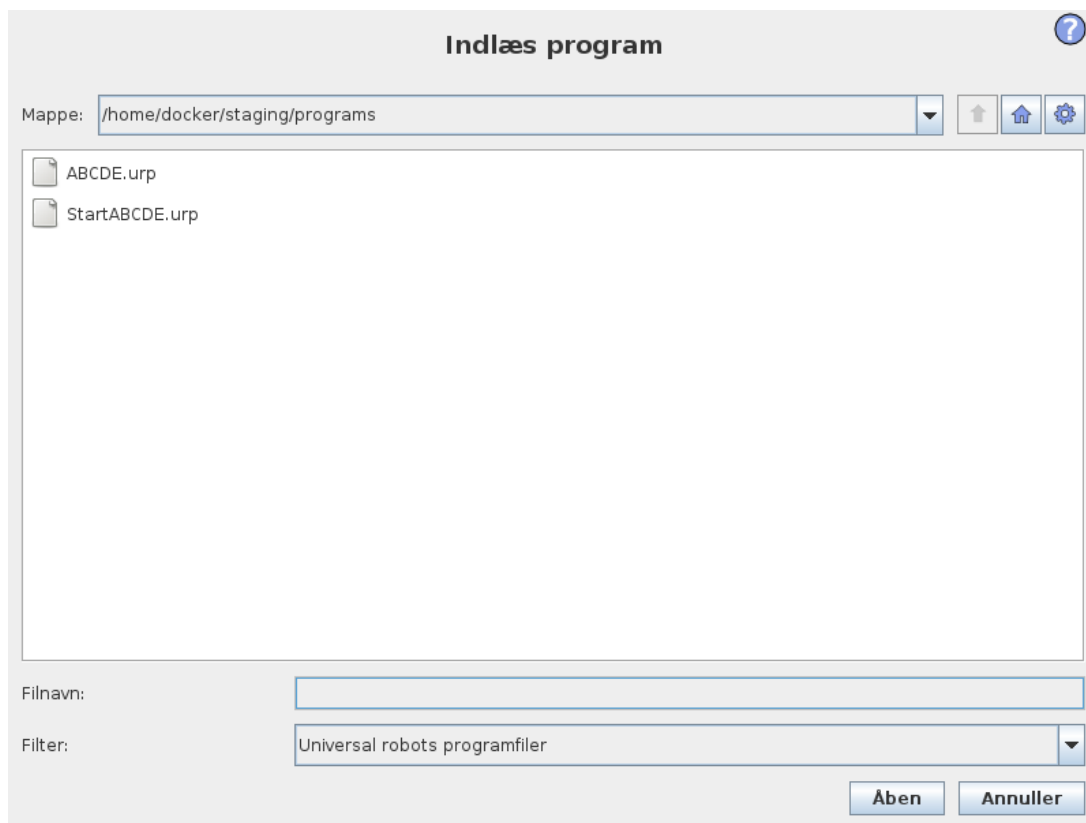 Indlæs program
?
Mappe: /home/docker/staging/programs
ABCDE.urp
StartABCDE.urp
Filnavn:
Filter: Universal robots programfiler
Åben Annuller